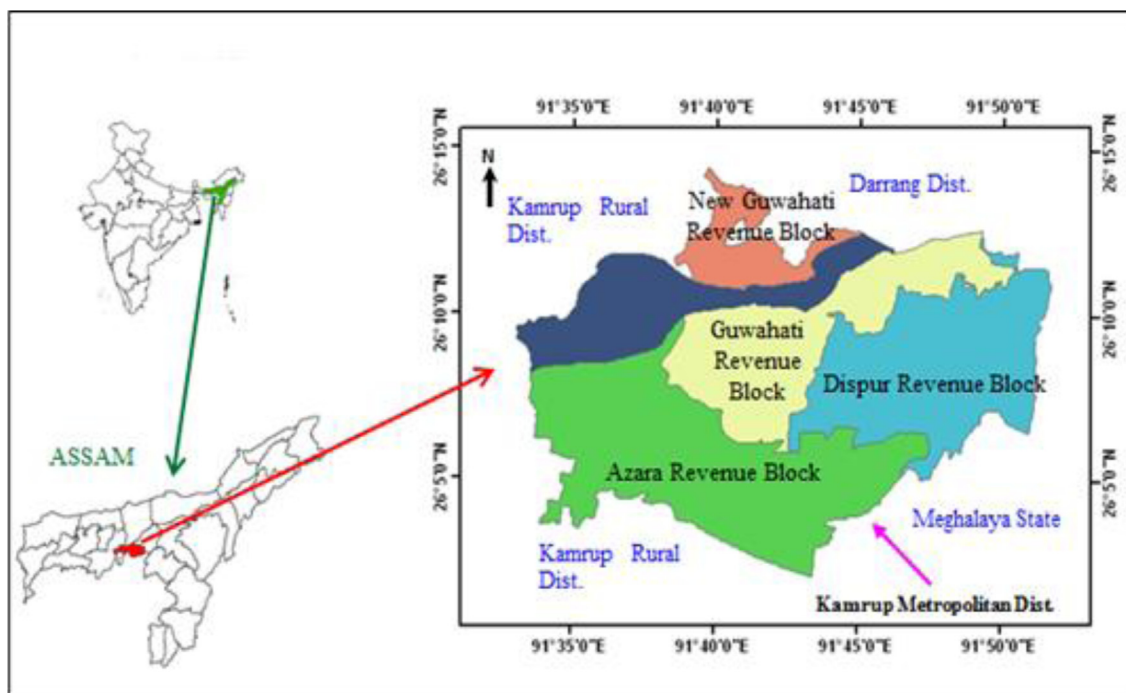 91°35'0"E 91°40'0"E 91°45'0"E 91°50'0"E
26°15'0"N
26°15'0"N
N
Kamrup Rural
Dist.
New Guwahati
Revenue Block
Darrang Dist.
26°10'0"N
26°10'0"N
Guwahati
Revenue
Block
Dispur Revenue Block
ASSAM
Azara Revenue Block
26°5'0"N
26°5'0"N
Meghalaya State
Kamrup Rural
Dist.
Kamrup Metropolitan Dist.
91°35'0"E 91°40'0"E 91°45'0"E 91°50'0"E